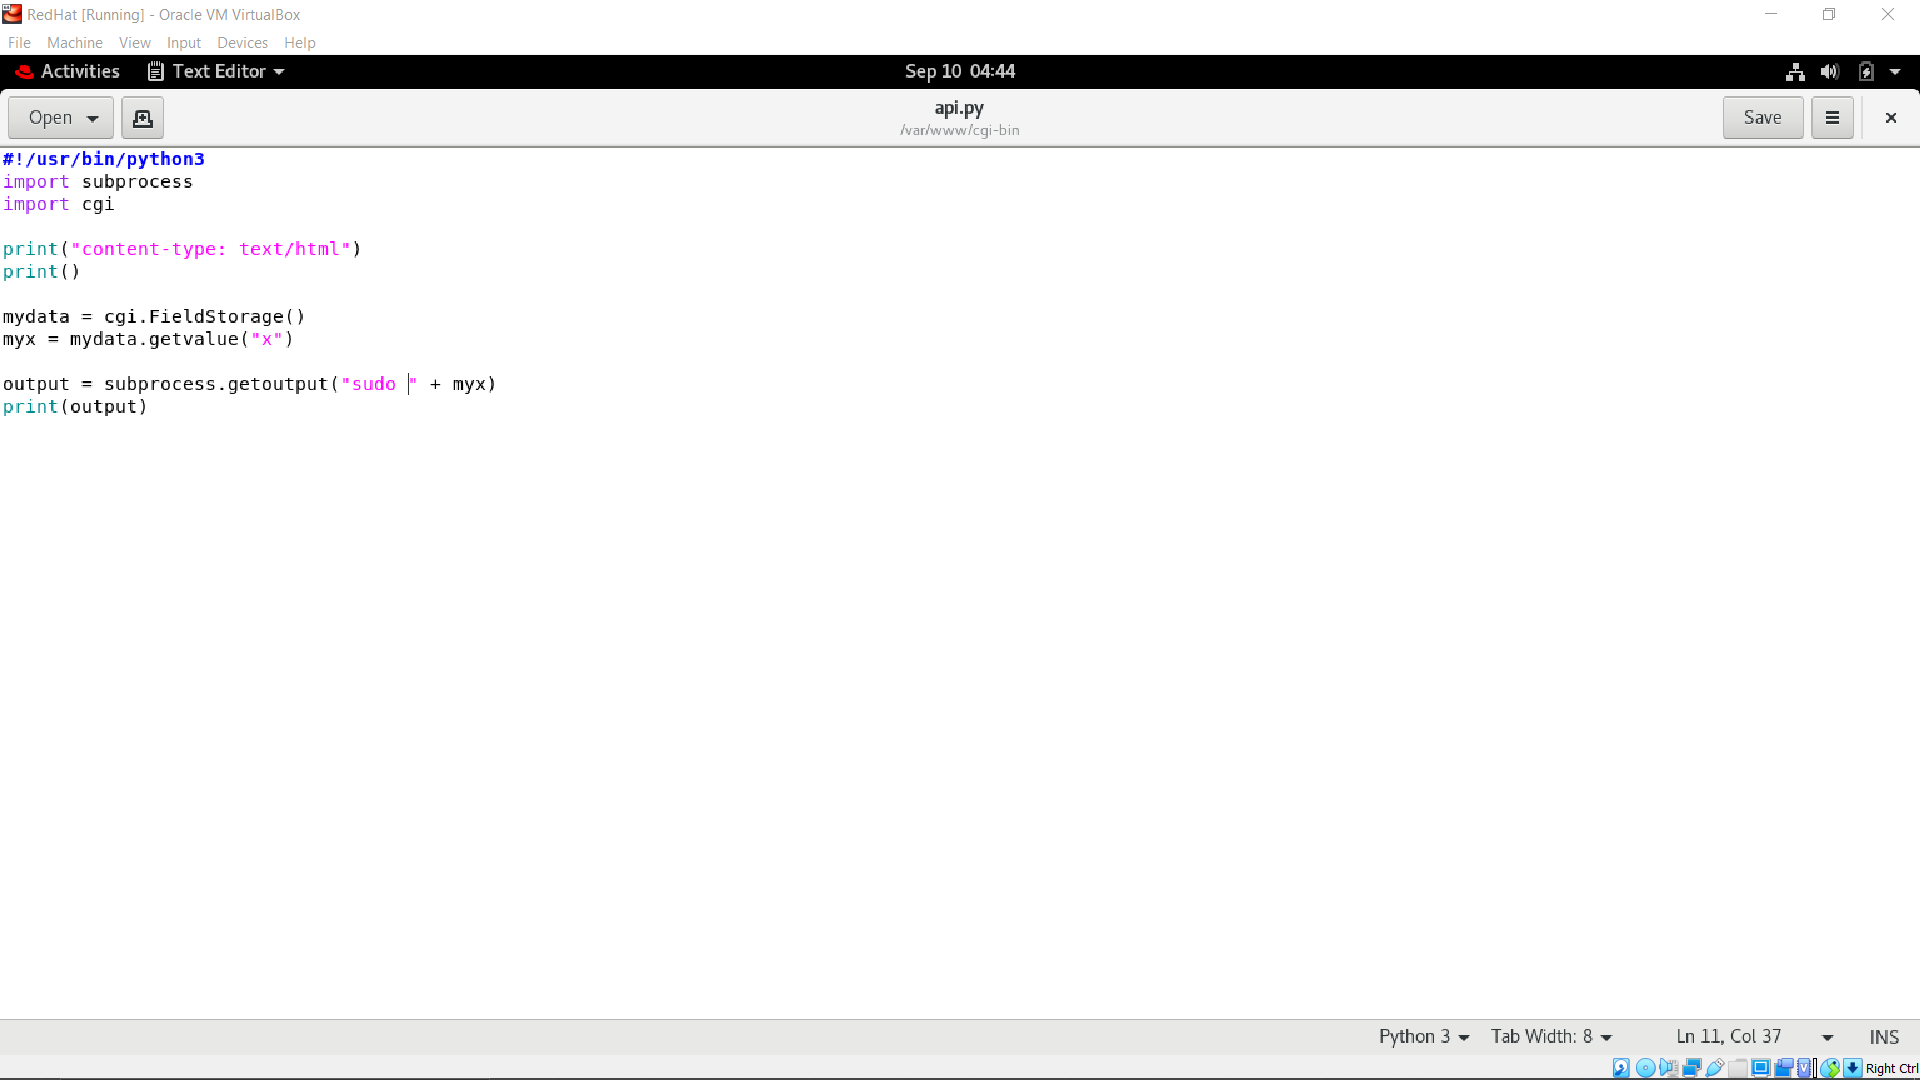 RedHat [Running] - Oracle VM VirtualBox
File Machine View Input Devices Help
Activities Text Editor Sep 10 04:44
Open api.py Save
/var/www/cgi-bin
#!/usr/bin/python3
import subprocess
import cgi
print("content-type: text/html")
print()
mydata = cgi.FieldStorage()
myx = mydata.getvalue("x")
output = subprocess.getoutput("sudo " + myx)
print(output)
Python 3 Tab Width: 8 Ln 11, Col 37 INS
Right Ctrl